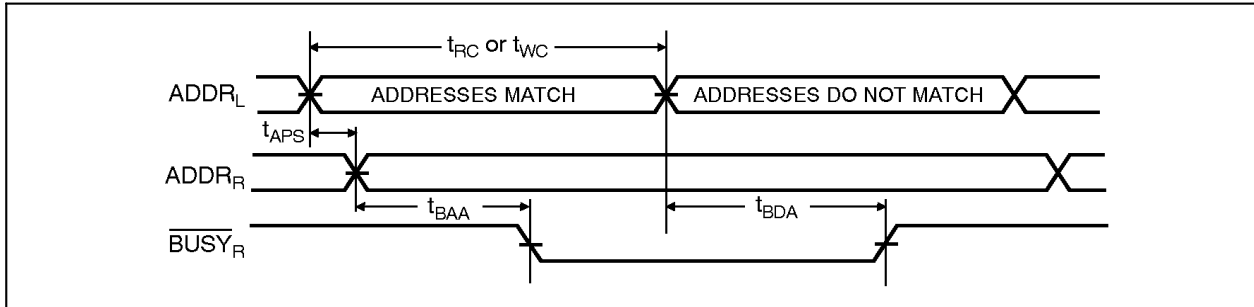 tRC or tWC
ADDRL ADDRESSES MATCH ADDRESSES DO NOT MATCH
tAPS
ADDRR
tBAA tBDA
BUSYR